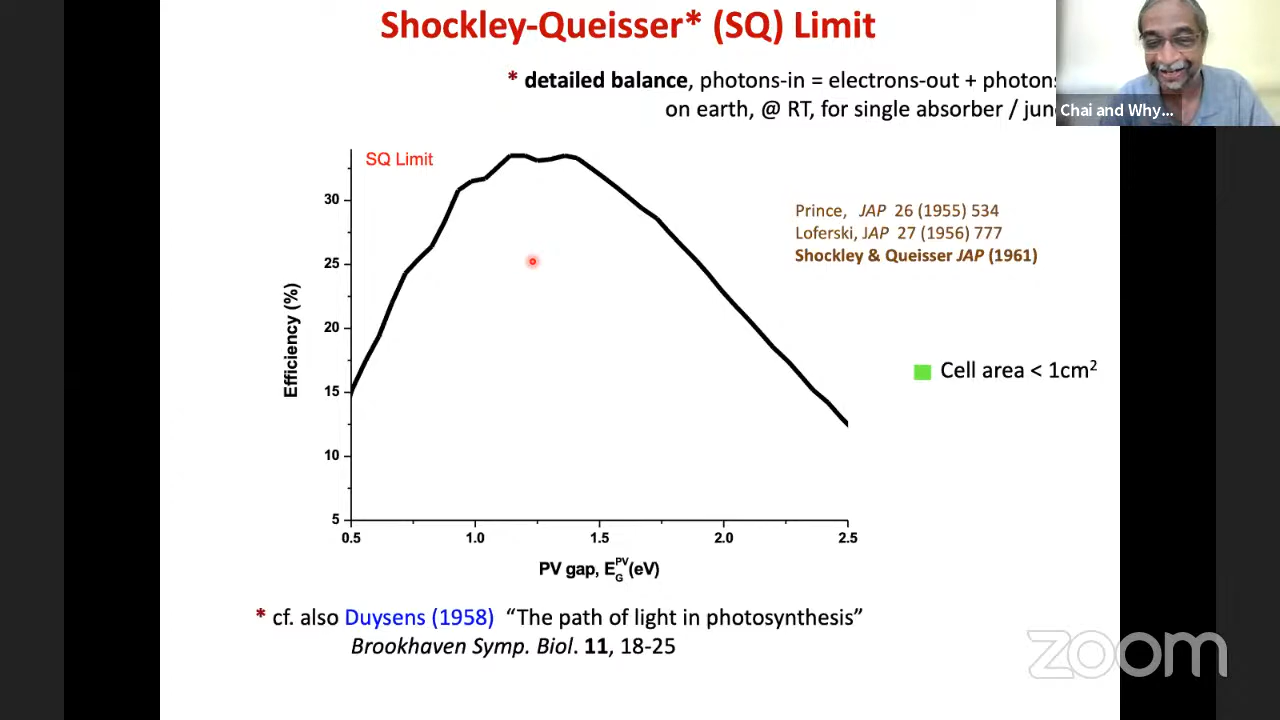 Shockley-Queisser* (SQ) Limit
* detailed balance, photons-in = electrons-out + photons
on earth, @ RT, for single absorber / jun
Chai and Why...
SQ Limit
30
25
20
15
10
5
Efficiency (%)
0.5 1.0 1.5 2.0 2.5
PV gap, E_G^PV (eV)
Prince, JAP 26 (1955) 534
Loferski, JAP 27 (1956) 777
Shockley & Queisser JAP (1961)
Cell area < 1cm²
* cf. also Duysens (1958) “The path of light in photosynthesis”
Brookhaven Symp. Biol. 11, 18-25
zoom